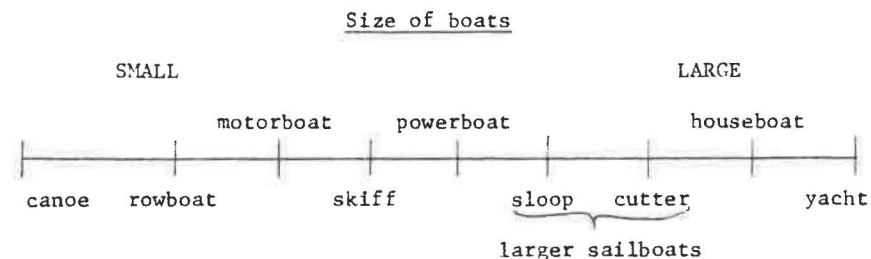 Size of boats
SMALL LARGE
motorboat powerboat houseboat
canoe rowboat skiff sloop cutter yacht
larger sailboats